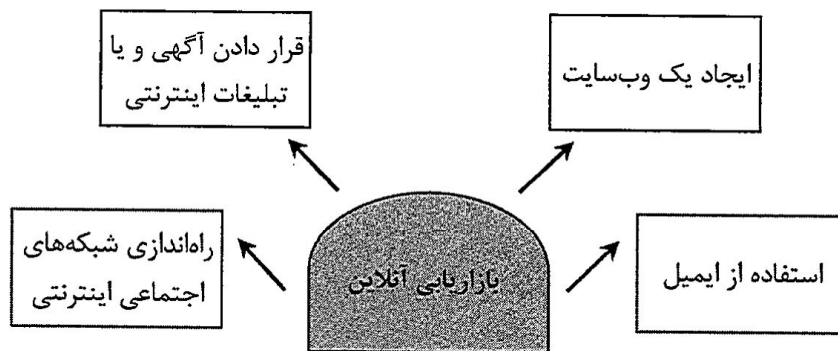 ایجاد یک وب‌سایت
قرار دادن آگهی و یا
تبلیغات اینترنتی
استفاده از ایمیل
بازاریابی آنلاین
راه‌اندازی شبکه‌های
اجتماعی اینترنتی